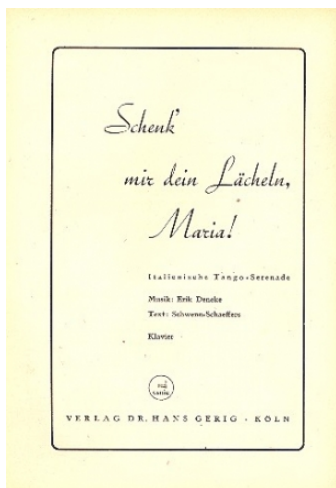 Schenk'
mir dein Lächeln,
Maria!
Italienische Tango-Serenade
Musik: Erik Deneke
Text: Schwenn-Schaeffers
Klavier
VERLAG DR. HANS GERIG · KÖLN